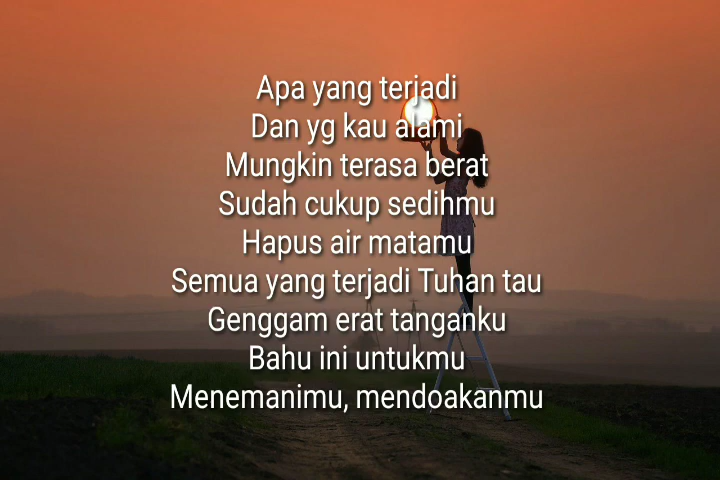 Apa yang terjadi
Dan yg kau alami
Mungkin terasa berat
Sudah cukup sedihmu
Hapus air matamu
Semua yang terjadi Tuhan tau
Genggam erat tanganku
Bahu ini untukmu
Menemanimu, mendoakanmu